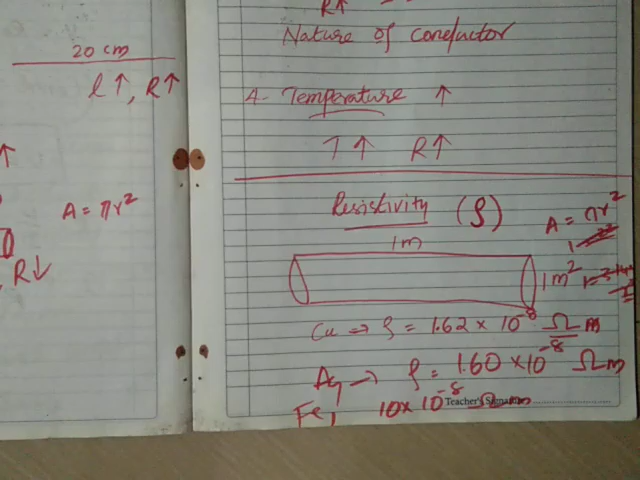 20 cm
l↑, R↑
A = πr²
R↓
R↑
Nature of Conductor
4- Temperature ↑
T↑ R↑
Resistivity (ρ)
A = πr²
1m
1m²
Cu ⇒ ρ = 1.62 × 10⁻⁸ Ω m
Ag → ρ = 1.60 × 10⁻⁸ Ω m
Fe, 10 × 10⁻⁸ Ω m
Teacher's Signature